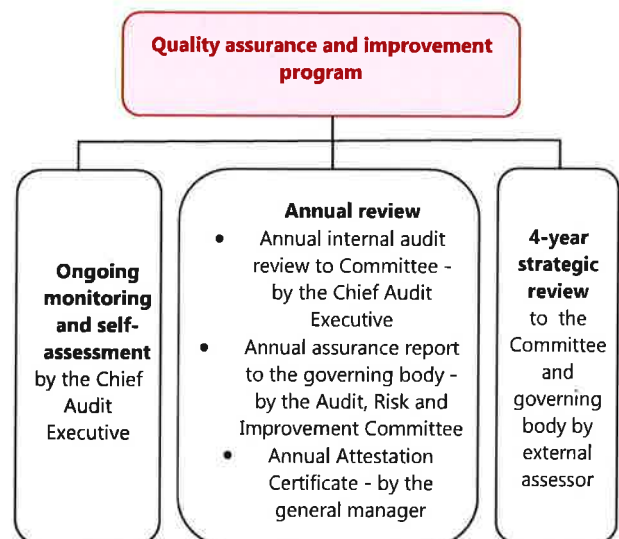 Quality assurance and improvement
program
Ongoing
monitoring
and self-
assessment
by the Chief
Audit
Executive
Annual review
• Annual internal audit
review to Committee -
by the Chief Audit
Executive
• Annual assurance report
to the governing body -
by the Audit, Risk and
Improvement Committee
• Annual Attestation
Certificate - by the
general manager
4-year
strategic
review
to the
Committee
and
governing
body by
external
assessor